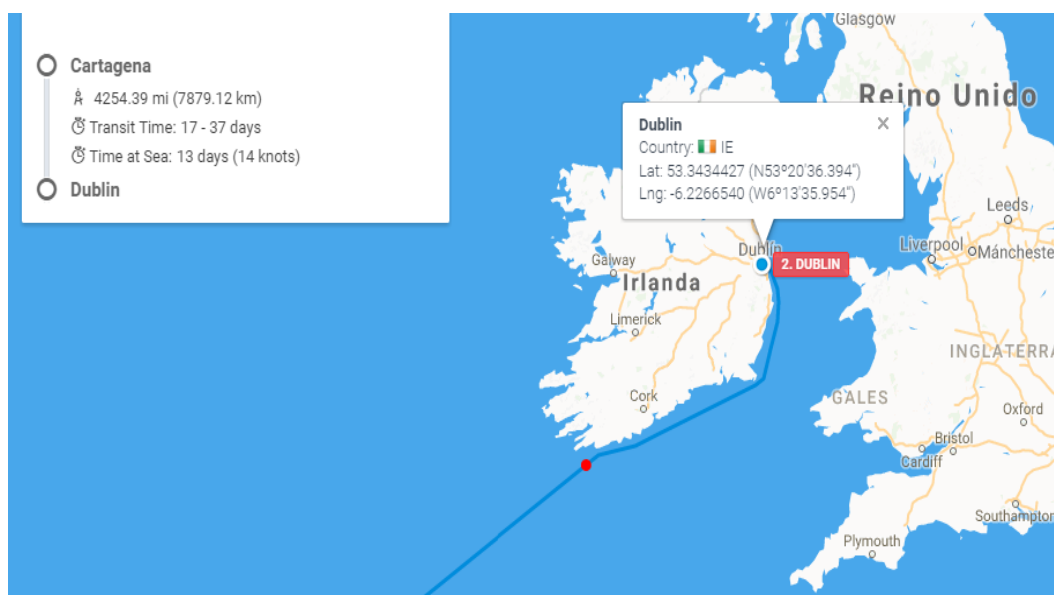 Cartagena
4254.39 mi (7879.12 km)
Transit Time: 17 - 37 days
Time at Sea: 13 days (14 knots)
Dublin
Glasgow
Reino Unido
Dublin
Country: IE
Lat: 53.3434427 (N53º20'36.394")
Lng: -6.2266540 (W6º13'35.954")
Leeds
Liverpool
Mánchester
Dublín
2. DUBLIN
Galway
Irlanda
Limerick
INGLATERRA
Cork
GALES
Oxford
Bristol
Cardiff
Southampton
Plymouth